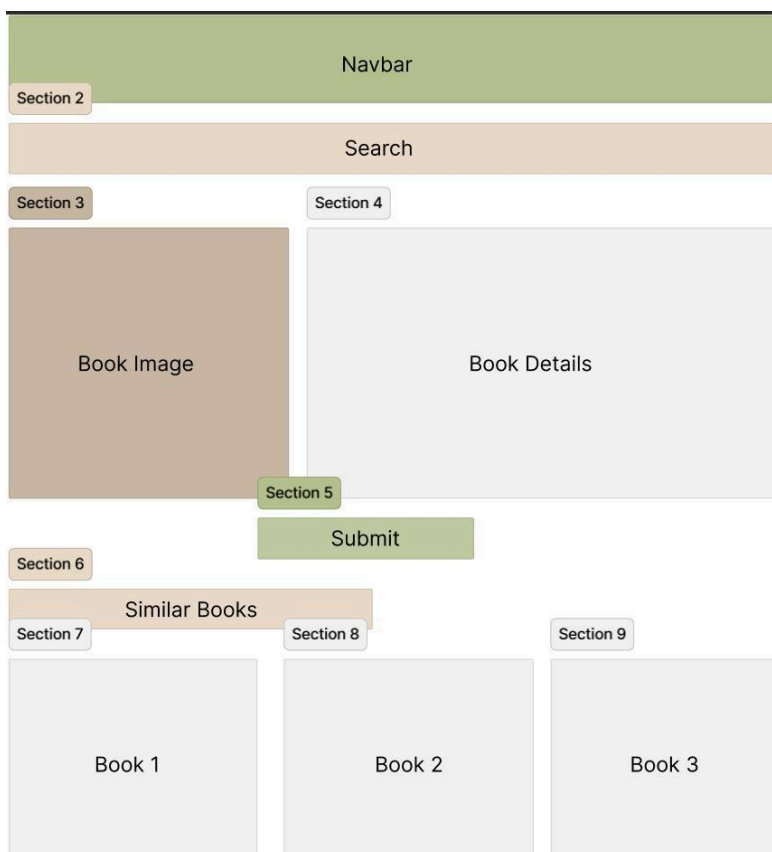 Navbar
Section 2
Search
Section 3
Section 4
Book Image
Book Details
Section 5
Submit
Section 6
Similar Books
Section 7
Section 8
Section 9
Book 1
Book 2
Book 3